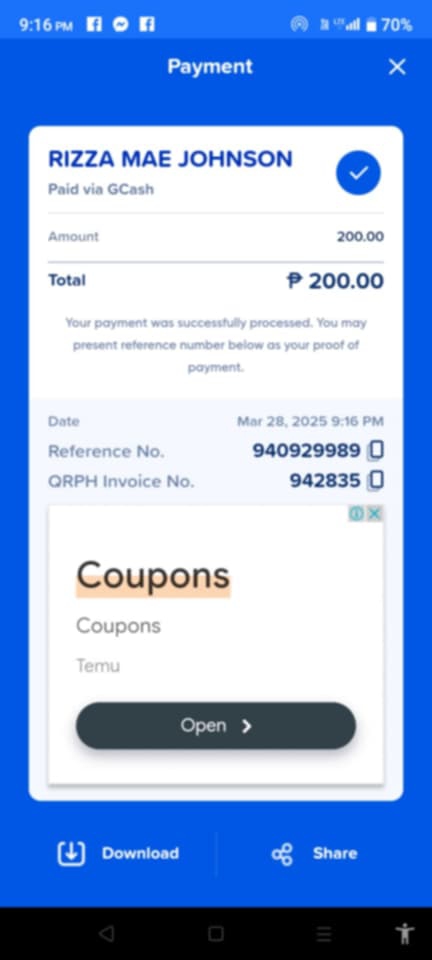 9:16 PM 70%
Payment
RIZZA MAE JOHNSON
Paid via GCash
Amount 200.00
Total ₱ 200.00
Your payment was successfully processed. You may
present reference number below as your proof of
payment.
Date Mar 28, 2025 9:16 PM
Reference No. 940929989
QRPH Invoice No. 942835
Coupons
Coupons
Temu
Open
Download Share